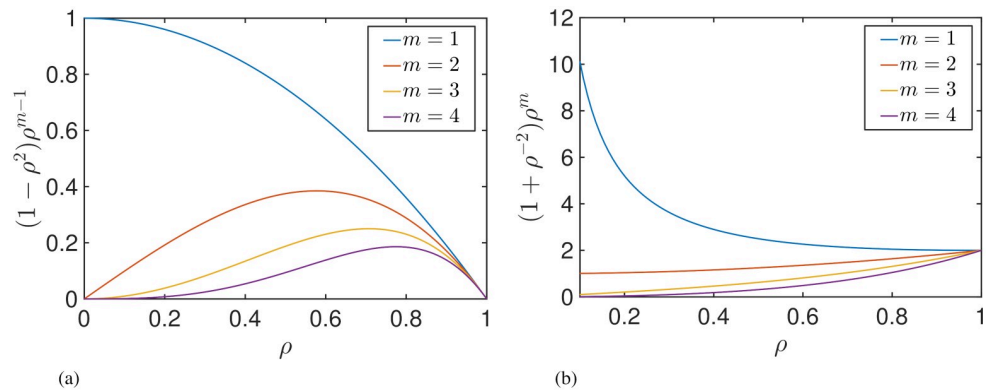 1
0.8
0.6
0.4
0.2
0
(1 − ρ²)ρᵐ⁻¹
m = 1
m = 2
m = 3
m = 4
0 0.2 0.4 0.6 0.8 1
ρ
(a)
12
10
8
6
4
2
0
(1 + ρ⁻²)ρᵐ
m = 1
m = 2
m = 3
m = 4
0.2 0.4 0.6 0.8 1
ρ
(b)